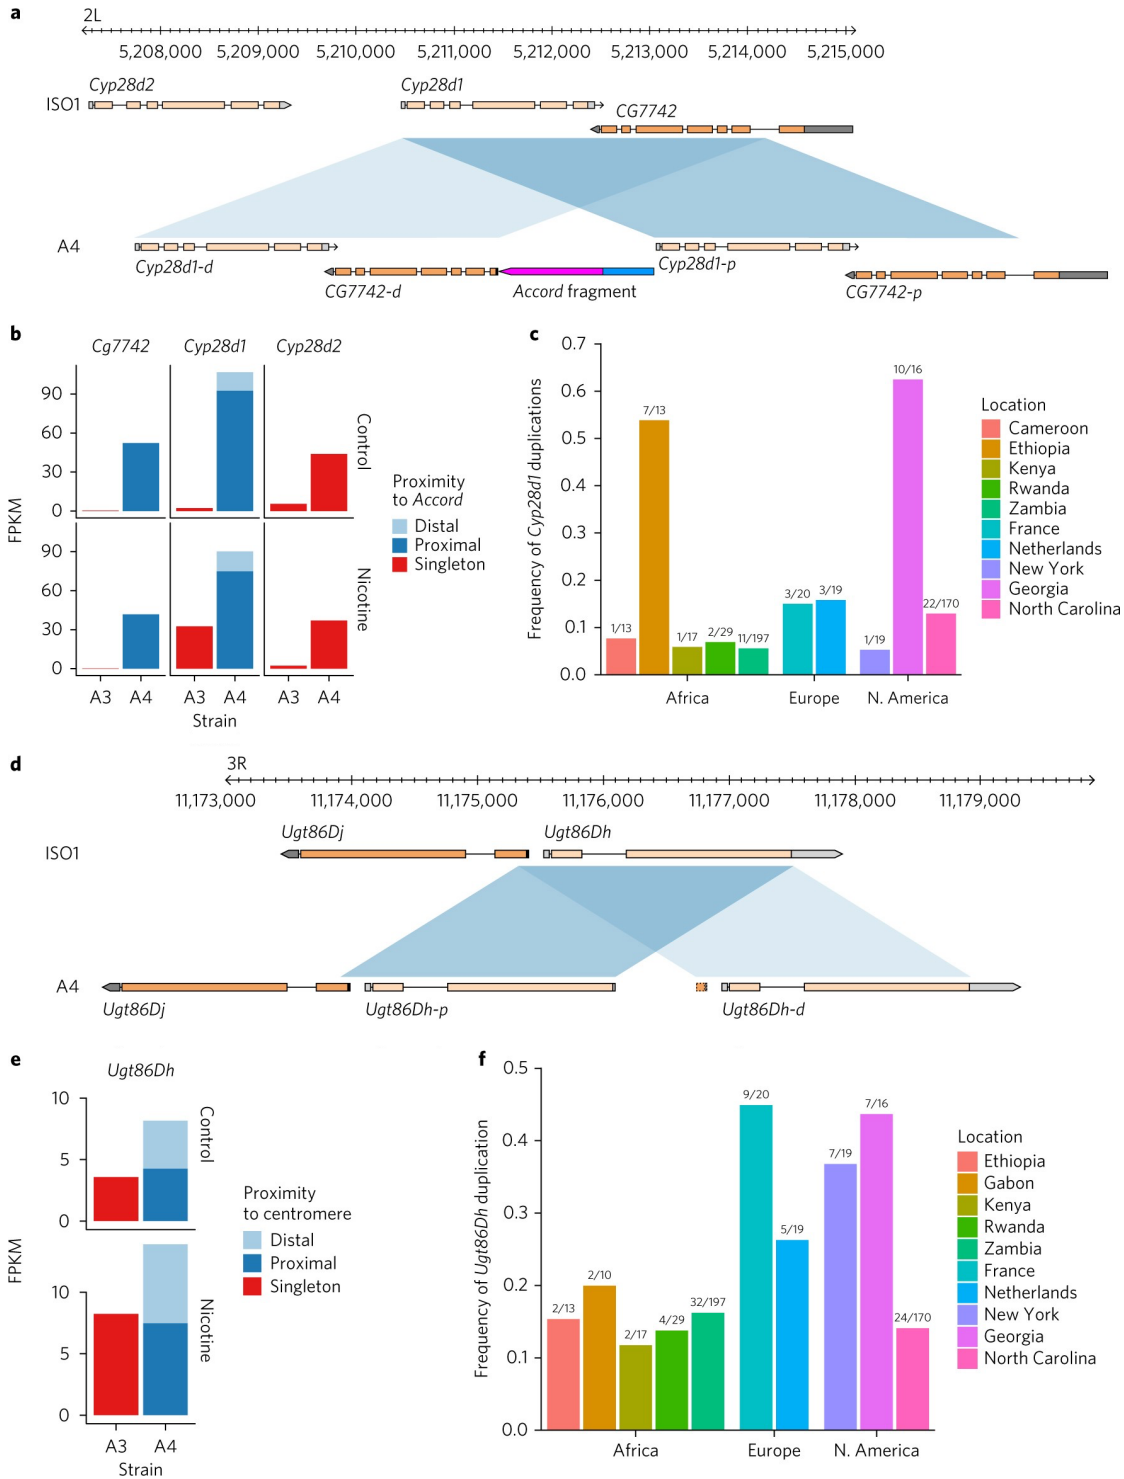 a
2L
5,208,000 5,209,000 5,210,000 5,211,000 5,212,000 5,213,000 5,214,000 5,215,000
Cyp28d2 Cyp28d1
ISO1
CG7742
A4
Cyp28d1-d Cyp28d1-p
CG7742-d Accord fragment CG7742-p
b
Cg7742 Cyp28d1 Cyp28d2
90
60
30
0
Control
90
60
30
0
Nicotine
FPKM
A3 A4 A3 A4 A3 A4
Strain
Proximity
to Accord
Distal
Proximal
Singleton
c
Frequency of Cyp28d1 duplications
0.7
0.6
0.5
0.4
0.3
0.2
0.1
0.0
1/13 7/13 1/17 2/29 11/197 3/20 3/19 1/19 10/16 22/170
Africa Europe N. America
Location
Cameroon
Ethiopia
Kenya
Rwanda
Zambia
France
Netherlands
New York
Georgia
North Carolina
d
3R
11,173,000 11,174,000 11,175,000 11,176,000 11,177,000 11,178,000 11,179,000
Ugt86Dj Ugt86Dh
ISO1
A4
Ugt86Dj Ugt86Dh-p Ugt86Dh-d
e
Ugt86Dh
10
5
0
Control
10
5
0
Nicotine
FPKM
A3 A4
Strain
Proximity
to centromere
Distal
Proximal
Singleton
f
Frequency of Ugt86Dh duplication
0.5
0.4
0.3
0.2
0.1
0.0
2/13 2/10 2/17 4/29 32/197 9/20 5/19 7/19 7/16 24/170
Africa Europe N. America
Location
Ethiopia
Gabon
Kenya
Rwanda
Zambia
France
Netherlands
New York
Georgia
North Carolina